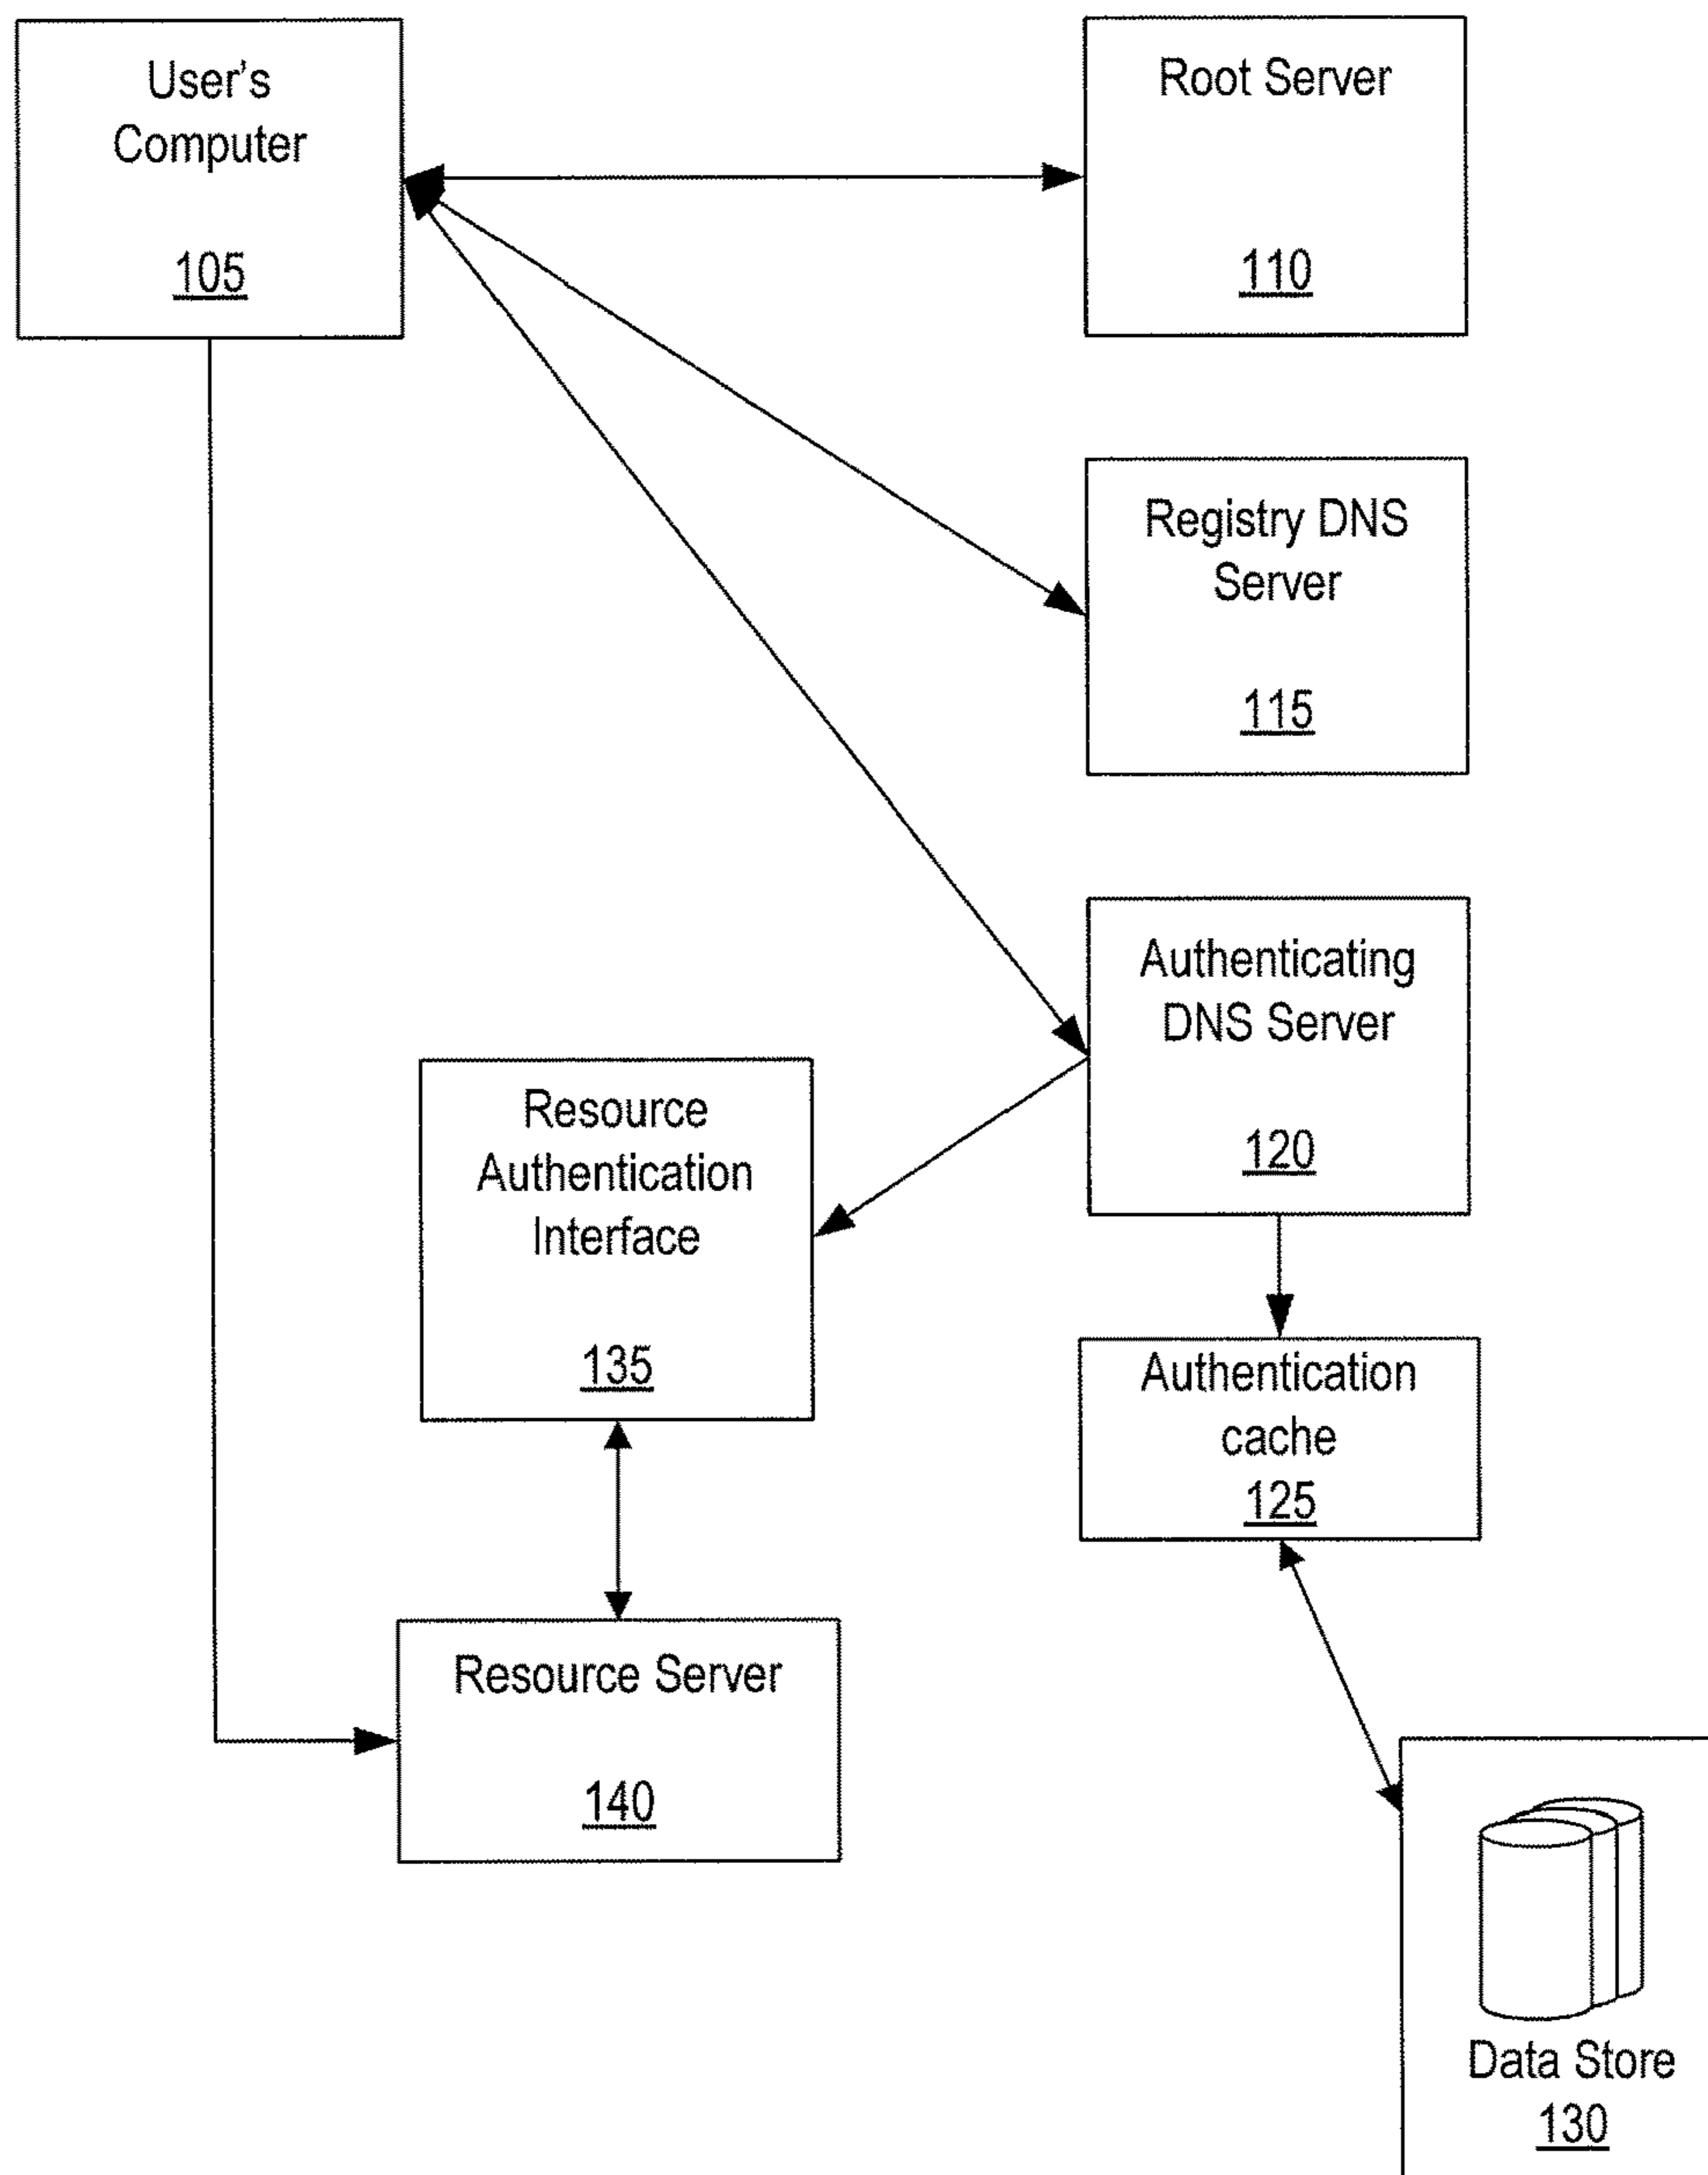 User's
Computer
105
Root Server
110
Registry DNS
Server
115
Authenticating
DNS Server
120
Resource
Authentication
Interface
135
Authentication
cache
125
Resource Server
140
Data Store
130